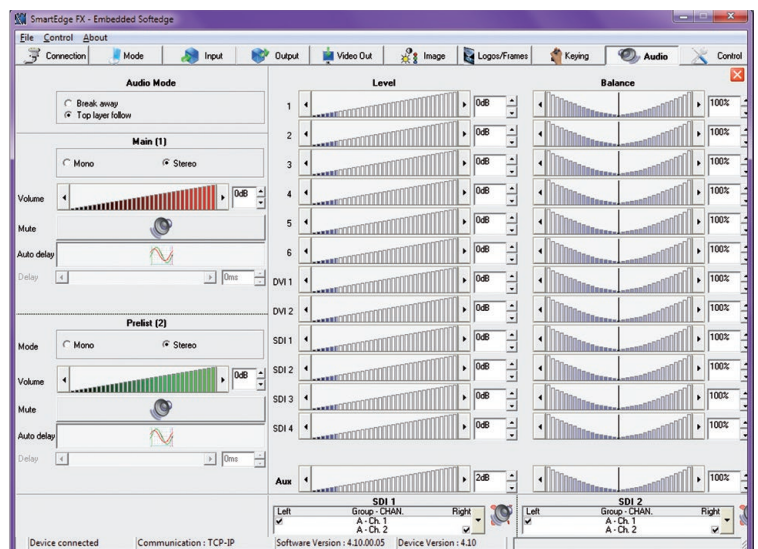 SmartEdge FX - Embedded Softedge
File Control About
Connection Mode Input Output Video Out Image Logos/Frames Keying Audio Control
Audio Mode
Break away
Top layer follow
Main (1)
Mono Stereo
Volume 0dB
Mute
Auto delay
Delay 0ms
Prelist (2)
Mode Mono Stereo
Volume 0dB
Mute
Auto delay
Delay 0ms
Level Balance
1 0dB 100%
2 0dB 100%
3 0dB 100%
4 0dB 100%
5 0dB 100%
6 0dB 100%
DVI 1 0dB 100%
DVI 2 0dB 100%
SDI 1 0dB 100%
SDI 2 0dB 100%
SDI 3 0dB 100%
SDI 4 0dB 100%
Aux 2dB 100%
SDI 1
Left Group - CHAN. Right
A - Ch. 1
A - Ch. 2
SDI 2
Left Group - CHAN. Right
A - Ch. 1
A - Ch. 2
Device connected Communication : TCP-IP Software Version : 4.10.00.05 Device Version : 4.10